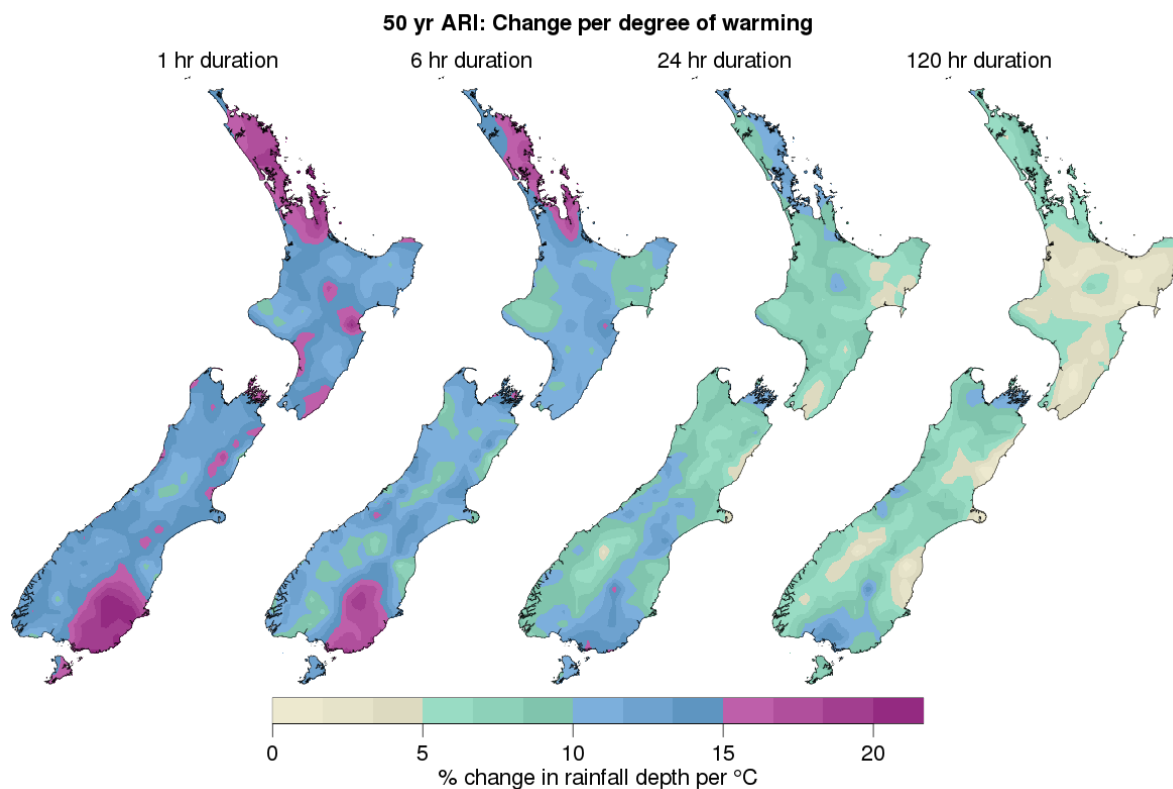 50 yr ARI: Change per degree of warming
1 hr duration 6 hr duration 24 hr duration 120 hr duration
0 5 10 15 20
% change in rainfall depth per °C